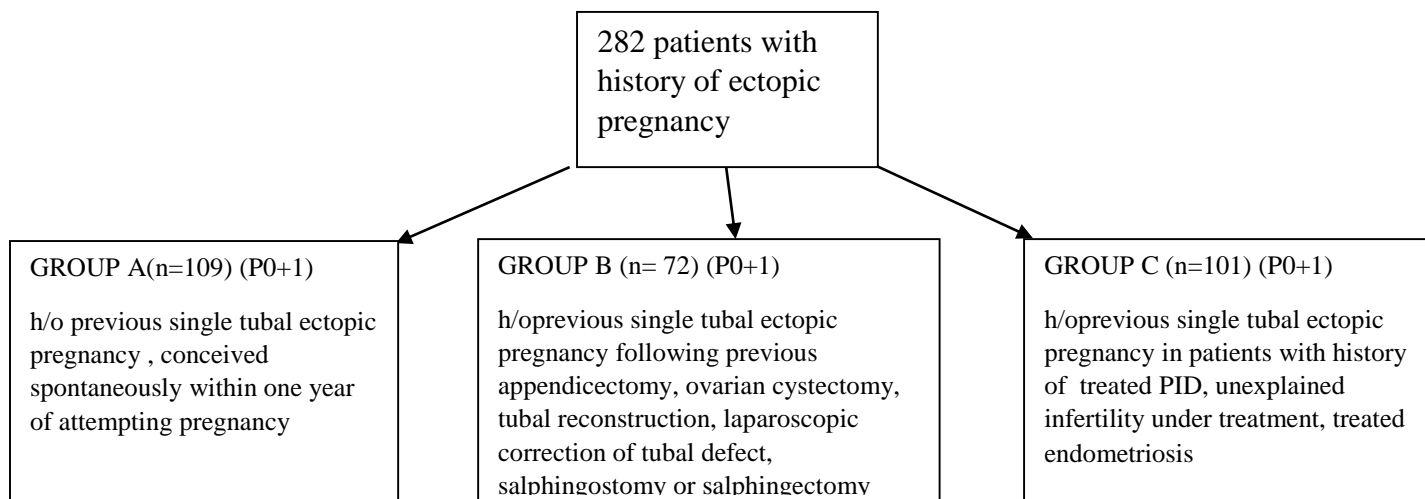 282 patients with
history of ectopic
pregnancy
GROUP A(n=109) (P0+1)
h/o previous single tubal ectopic
pregnancy , conceived
spontaneously within one year
of attempting pregnancy
GROUP B (n= 72) (P0+1)
h/oprevious single tubal ectopic
pregnancy following previous
appendicectomy, ovarian cystectomy,
tubal reconstruction, laparoscopic
correction of tubal defect,
salphingostomy or salphingectomy
GROUP C (n=101) (P0+1)
h/oprevious single tubal ectopic
pregnancy in patients with history
of treated PID, unexplained
infertility under treatment, treated
endometriosis